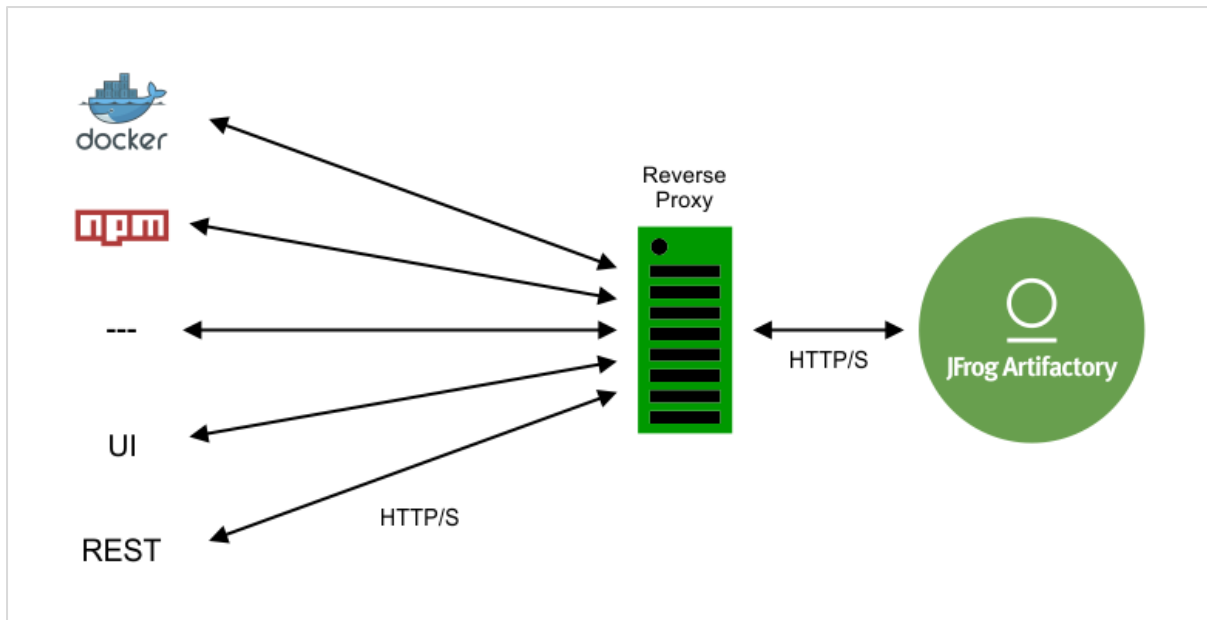 docker
npm
---
UI
REST
HTTP/S
Reverse
Proxy
HTTP/S
JFrog Artifactory